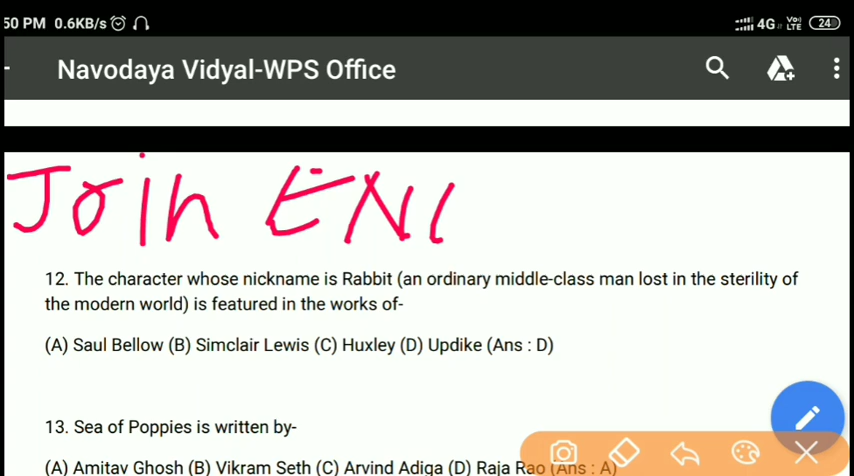 50 PM 0.6KB/s 4G Vo) LTE 24
Navodaya Vidyal-WPS Office
Join ENC
12. The character whose nickname is Rabbit (an ordinary middle-class man lost in the sterility of
the modern world) is featured in the works of-
(A) Saul Bellow (B) Simclair Lewis (C) Huxley (D) Updike (Ans : D)
13. Sea of Poppies is written by-
(A) Amitav Ghosh (B) Vikram Seth (C) Arvind Adiga (D) Raja Rao (Ans : A)